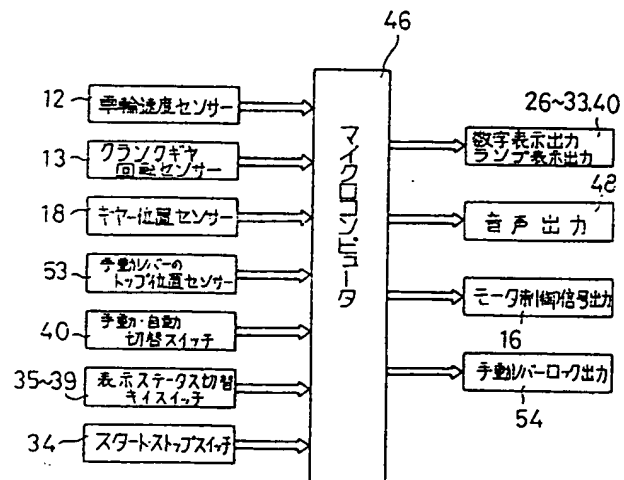 46
12
車輪速度センサー
13
クランクギヤ
回転センサー
18
ギヤー位置センサー
53
手動レバーの
トップ位置センサー
40
手動・自動
切替スイッチ
35~39
表示ステータス切替
キイスイッチ
34
スタート・ストップスイッチ
マイクロコンピュータ
26~33.40
数字表示出力
ランプ表示出力
48
音声出力
モータ制御信号出力
16
手動レバーロック出力
54